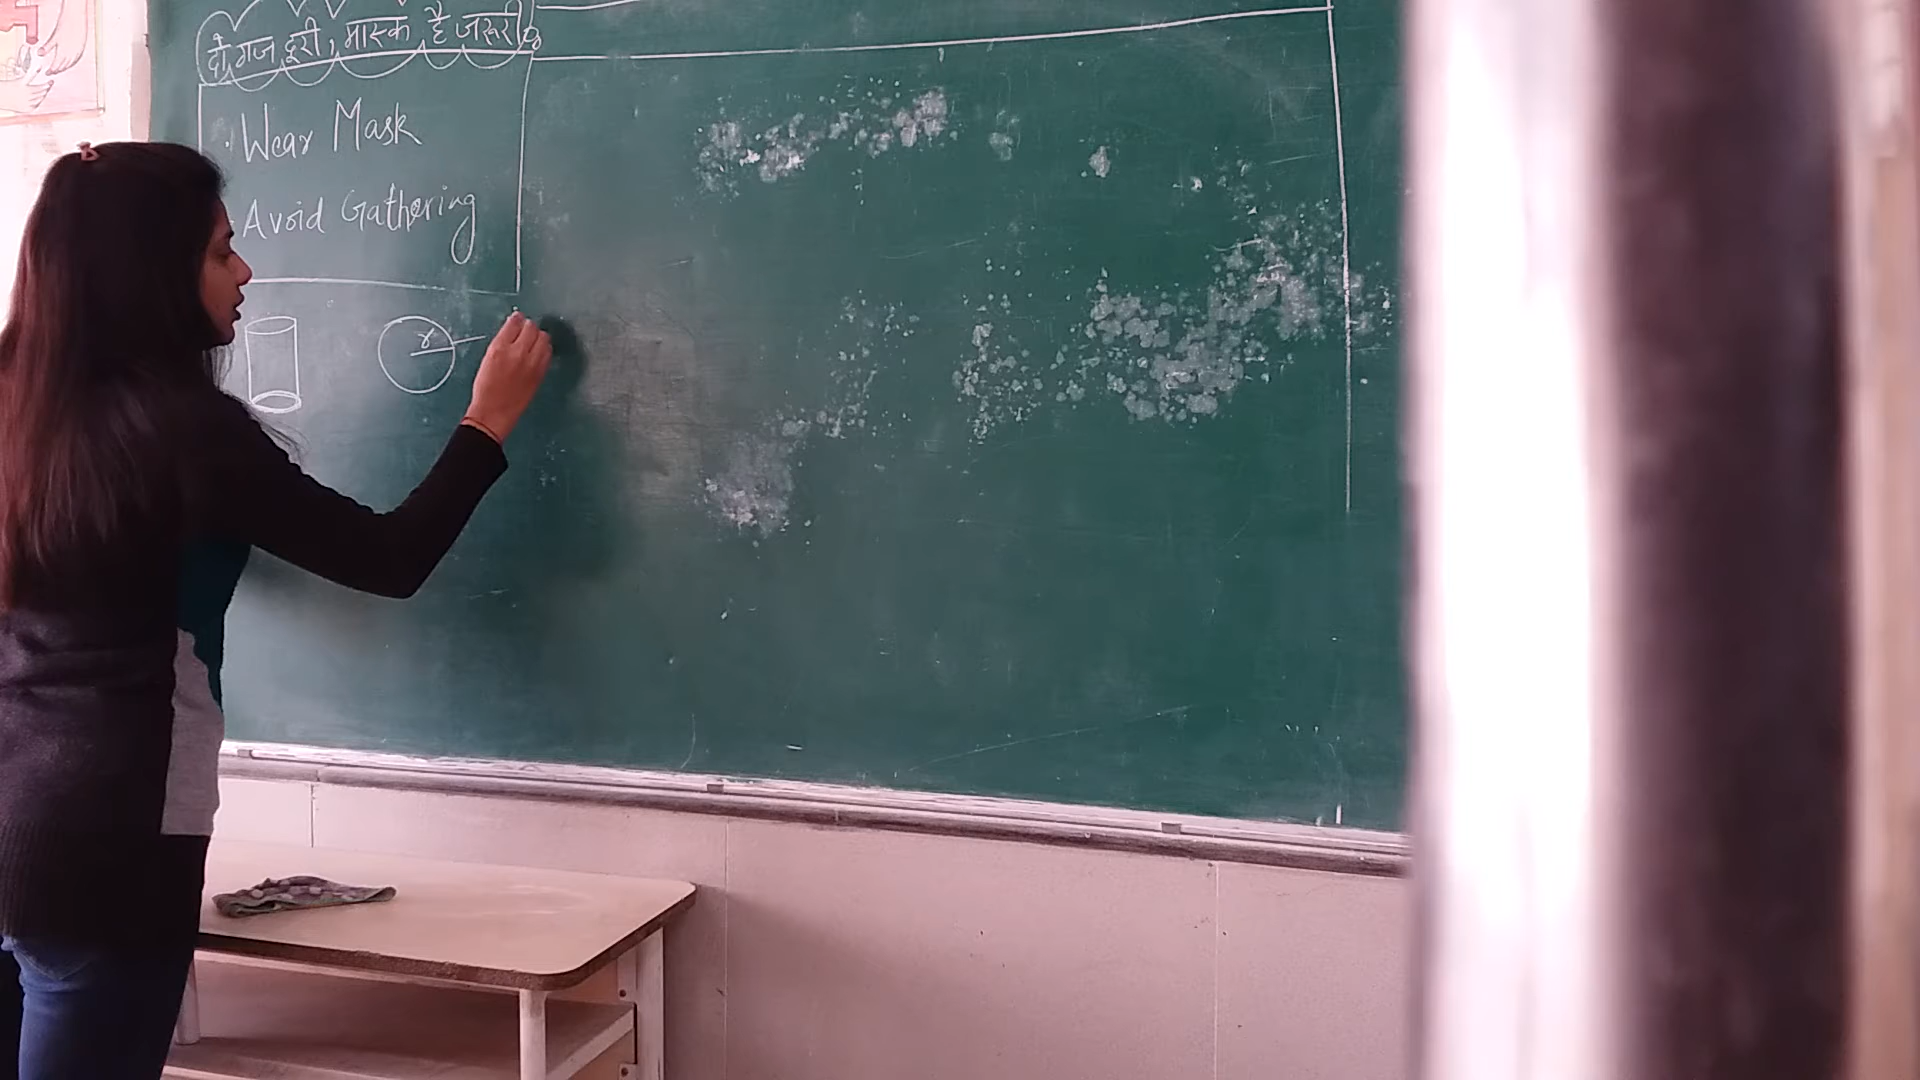 दो गज दूरी, मास्क है जरूरी
· Wear Mask
· Avoid Gathering
r